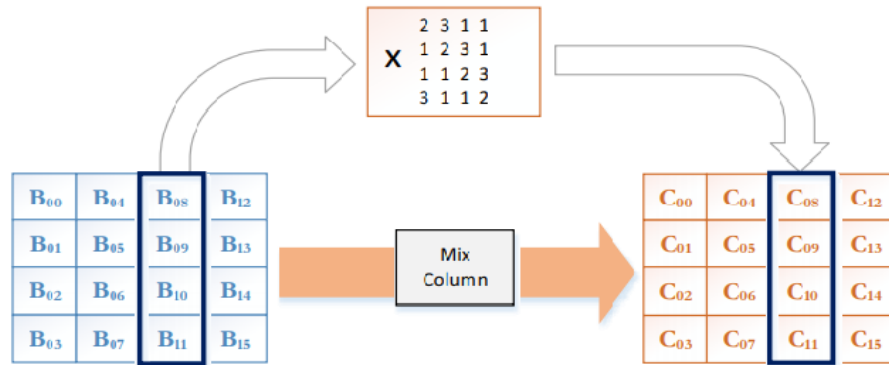 2 3 1 1
X 1 2 3 1
1 1 2 3
3 1 1 2
B₀₀ B₀₄ B₀₈ B₁₂
B₀₁ B₀₅ B₀₉ B₁₃
B₀₂ B₀₆ B₁₀ B₁₄
B₀₃ B₀₇ B₁₁ B₁₅
Mix
Column
C₀₀ C₀₄ C₀₈ C₁₂
C₀₁ C₀₅ C₀₉ C₁₃
C₀₂ C₀₆ C₁₀ C₁₄
C₀₃ C₀₇ C₁₁ C₁₅